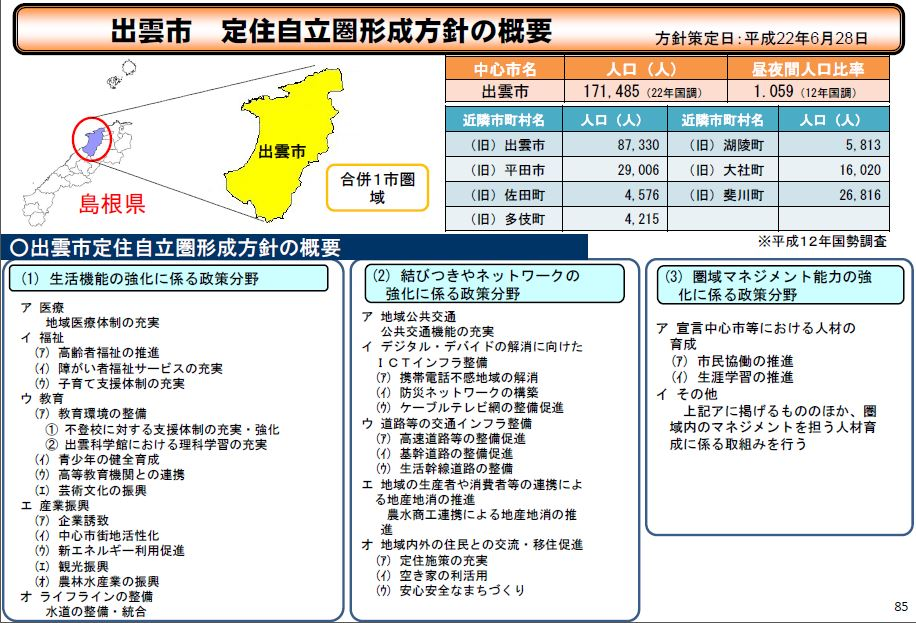 出雲市　定住自立圏形成方針の概要
方針策定日：平成22年6月28日
島根県
出雲市
合併１市圏
域
中心市名 人口（人） 昼夜間人口比率
出雲市 171,485（22年国調） 1.059（12年国調）
近隣市町村名 人口（人） 近隣市町村名 人口（人）
（旧）出雲市 87,330 （旧）湖陵町 5,813
（旧）平田市 29,006 （旧）大社町 16,020
（旧）佐田町 4,576 （旧）斐川町 26,816
（旧）多伎町 4,215
※平成１２年国勢調査
〇出雲市定住自立圏形成方針の概要
(1) 生活機能の強化に係る政策分野
ア 医療
地域医療体制の充実
イ 福祉
(ｱ) 高齢者福祉の推進
(ｲ) 障がい者福祉サービスの充実
(ｳ) 子育て支援体制の充実
ウ 教育
(ｱ) 教育環境の整備
① 不登校に対する支援体制の充実・強化
② 出雲科学館における理科学習の充実
(ｲ) 青少年の健全育成
(ｳ) 高等教育機関との連携
(ｴ) 芸術文化の振興
エ 産業振興
(ｱ) 企業誘致
(ｲ) 中心市街地活性化
(ｳ) 新エネルギー利用促進
(ｴ) 観光振興
(ｵ) 農林水産業の振興
オ ライフラインの整備
水道の整備・統合
(2) 結びつきやネットワークの
強化に係る政策分野
ア 地域公共交通
公共交通機能の充実
イ デジタル・デバイドの解消に向けた
ＩＣＴインフラ整備
(ｱ) 携帯電話不感地域の解消
(ｲ) 防災ネットワークの構築
(ｳ) ケーブルテレビ網の整備促進
ウ 道路等の交通インフラ整備
(ｱ) 高速道路等の整備促進
(ｲ) 基幹道路の整備促進
(ｳ) 生活幹線道路の整備
エ 地域の生産者や消費者等の連携によ
る地産地消の推進
農水商工連携による地産地消の推
進
オ 地域内外の住民との交流・移住促進
(ｱ) 定住施策の充実
(ｲ) 空き家の利活用
(ｳ) 安心安全なまちづくり
(3) 圏域マネジメント能力の強
化に係る政策分野
ア 宣言中心市等における人材の
育成
(ｱ) 市民協働の推進
(ｲ) 生涯学習の推進
イ その他
上記アに掲げるもののほか、圏
域内のマネジメントを担う人材育
成に係る取組みを行う
85